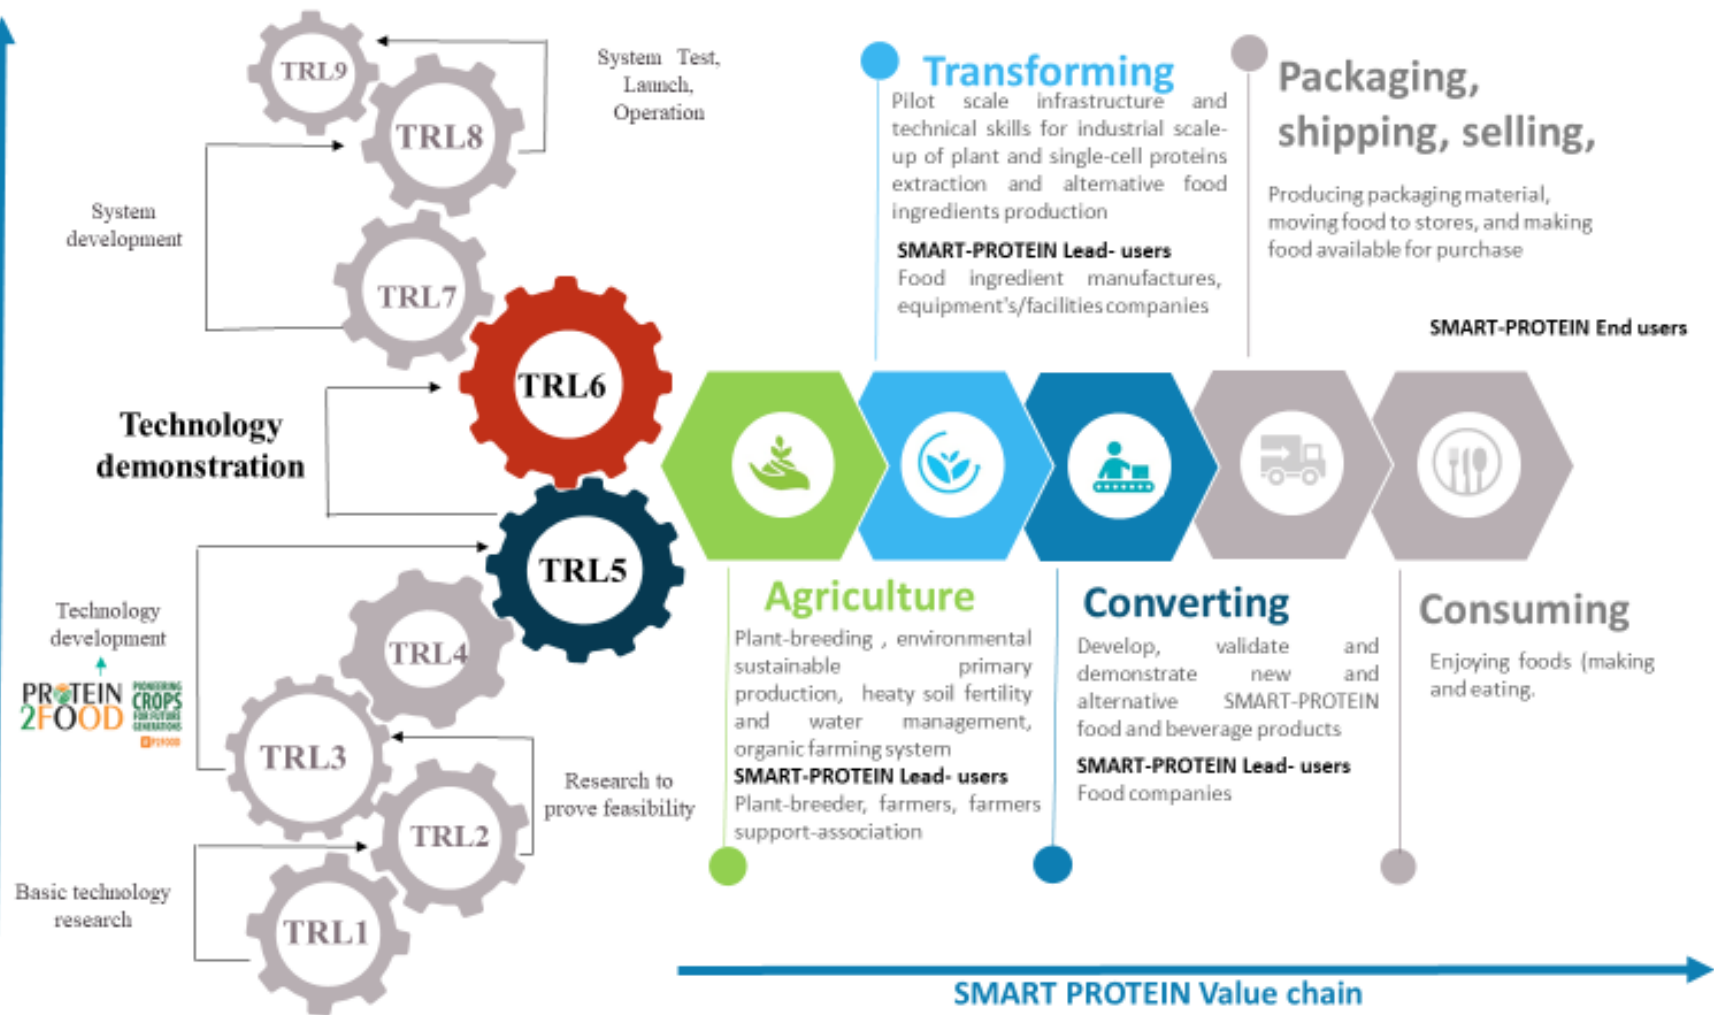 TRL9
TRL8
System Test,
Launch,
Operation
System
development
TRL7
TRL6
Technology
demonstration
TRL5
Technology
development
PROTEIN
2FOOD
PIONEERING
CROPS
FOR FUTURE
GENERATIONS
TRL4
TRL3
Research to
prove feasibility
TRL2
Basic technology
research
TRL1
Transforming
Pilot scale infrastructure and
technical skills for industrial scale-
up of plant and single-cell proteins
extraction and alternative food
ingredients production
SMART-PROTEIN Lead- users
Food ingredient manufactures,
equipment's/facilities companies
Packaging,
shipping, selling,
Producing packaging material,
moving food to stores, and making
food available for purchase
SMART-PROTEIN End users
Agriculture
Plant-breeding , environmental
sustainable primary
production, heaty soil fertility
and water management,
organic farming system
SMART-PROTEIN Lead- users
Plant-breeder, farmers, farmers
support-association
Converting
Develop, validate and
demonstrate new and
alternative SMART-PROTEIN
food and beverage products
SMART-PROTEIN Lead- users
Food companies
Consuming
Enjoying foods (making
and eating.
SMART PROTEIN Value chain